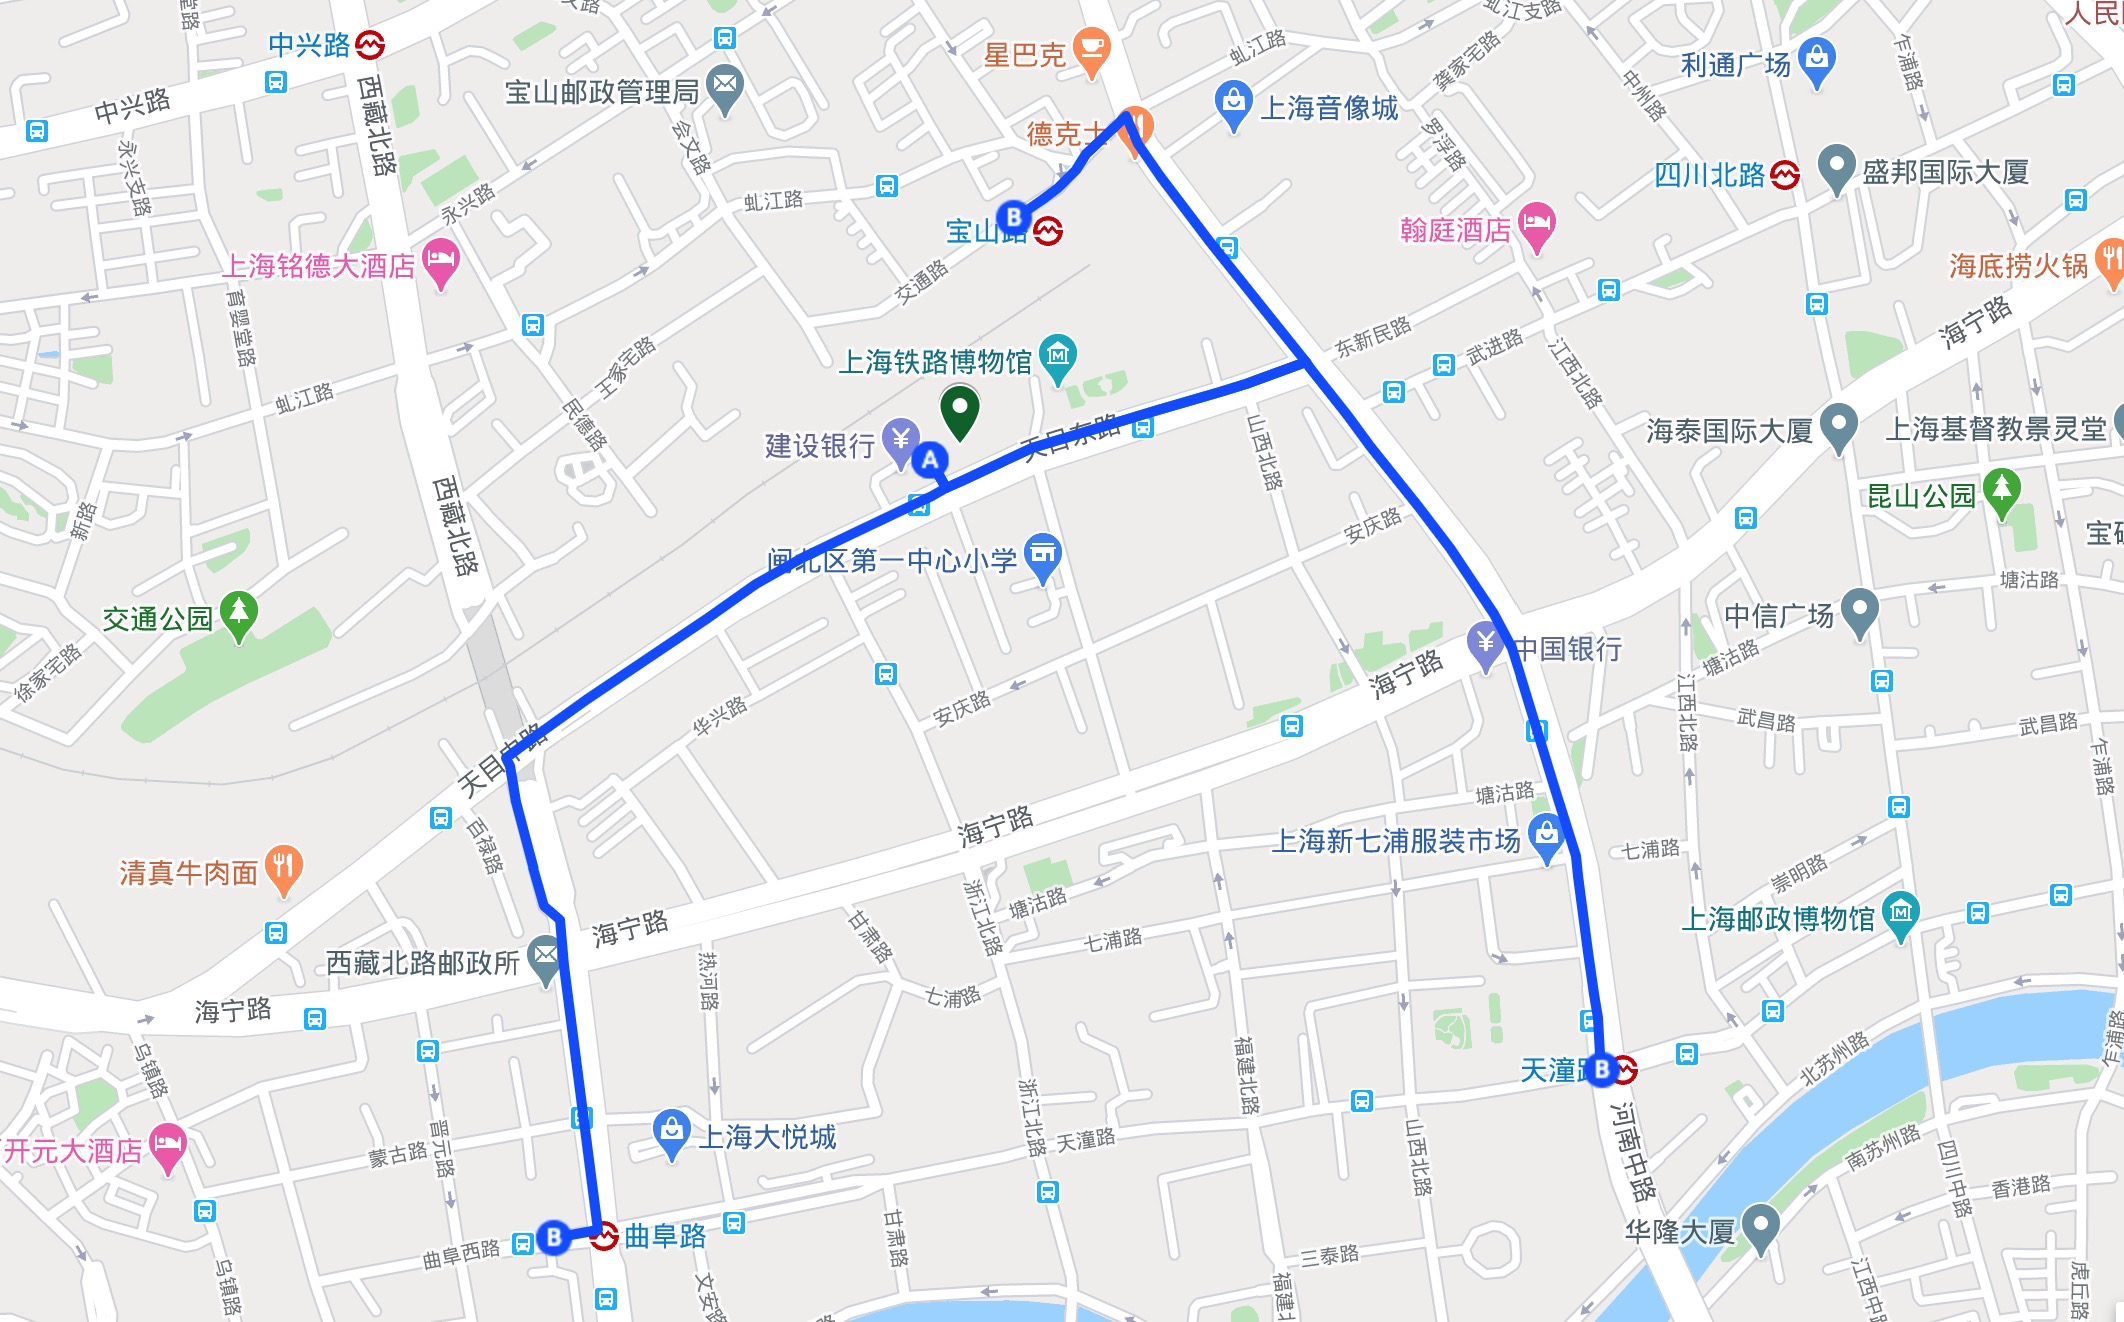 中兴路
中兴路
西藏北路
宝山邮政管理局
会文路
永兴支路
永兴路
虬江路
星巴克
德克士
虬江路
上海音像城
虬江支路
龚家宅路
罗浮路
中州路
利通广场
乍浦路
四川北路
盛邦国际大厦
宝山路
翰庭酒店
海底捞火锅
上海铭德大酒店
育婴堂路
交通路
王家宅路
民德路
虬江路
上海铁路博物馆
东新民路
武进路
江西北路
海宁路
建设银行
A
B
天目东路
山西北路
海泰国际大厦
上海基督教景灵堂
昆山公园
西藏北路
新路
安庆路
闸北区第一中心小学
塘沽路
交通公园
徐家宅路
中国银行
中信广场
塘沽路
海宁路
安庆路
华兴路
天目中路
江西北路
武昌路
武昌路
乍浦路
百禄路
海宁路
塘沽路
上海新七浦服装市场
七浦路
崇明路
清真牛肉面
塘沽路
浙江北路
甘肃路
海宁路
七浦路
上海邮政博物馆
西藏北路邮政所
热河路
七浦路
海宁路
乌镇路
福建北路
浙江北路
天潼路
B
北苏州路
乍浦路
开元大酒店
蒙古路
晋元路
上海大悦城
天潼路
山西北路
河南中路
南苏州路
四川中路
香港路
B
曲阜路
曲阜西路
甘肃路
三泰路
华隆大厦
乌镇路
文安路
江西中路
虎丘路